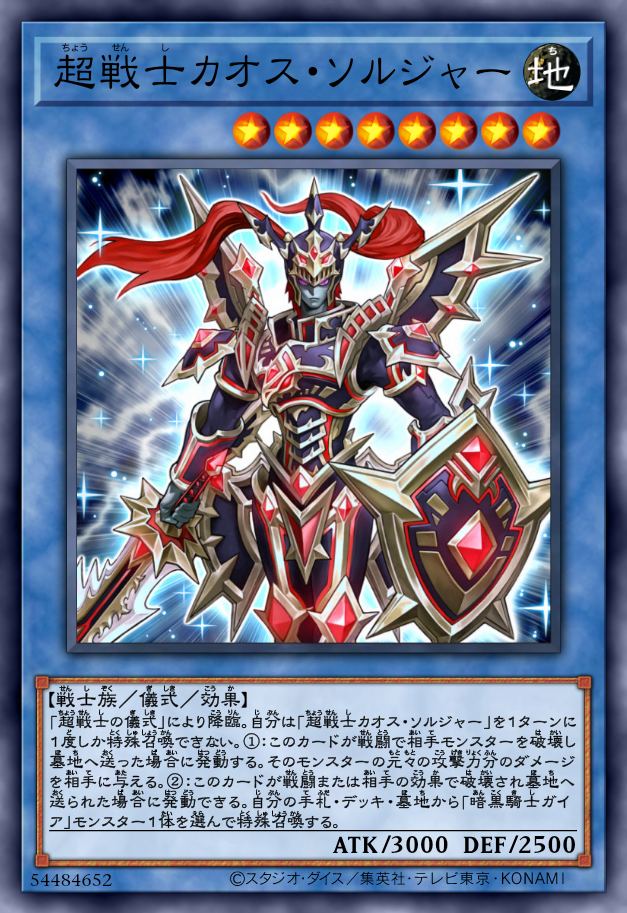 超戦士カオス・ソルジャー
地
【戦士族／儀式／効果】
「超戦士の儀式」により降臨。自分は「超戦士カオス・ソルジャー」を１ターンに
１度しか特殊召喚できない。①：このカードが戦闘で相手モンスターを破壊し
墓地へ送った場合に発動する。そのモンスターの元々の攻撃力分のダメージ
を相手に与える。②：このカードが戦闘または相手の効果で破壊され墓地へ
送られた場合に発動できる。自分の手札・デッキ・墓地から「暗黒騎士ガイ
ア」モンスター１体を選んで特殊召喚する。
ATK/3000 DEF/2500
54484652 ©スタジオ・ダイス／集英社・テレビ東京・KONAMI